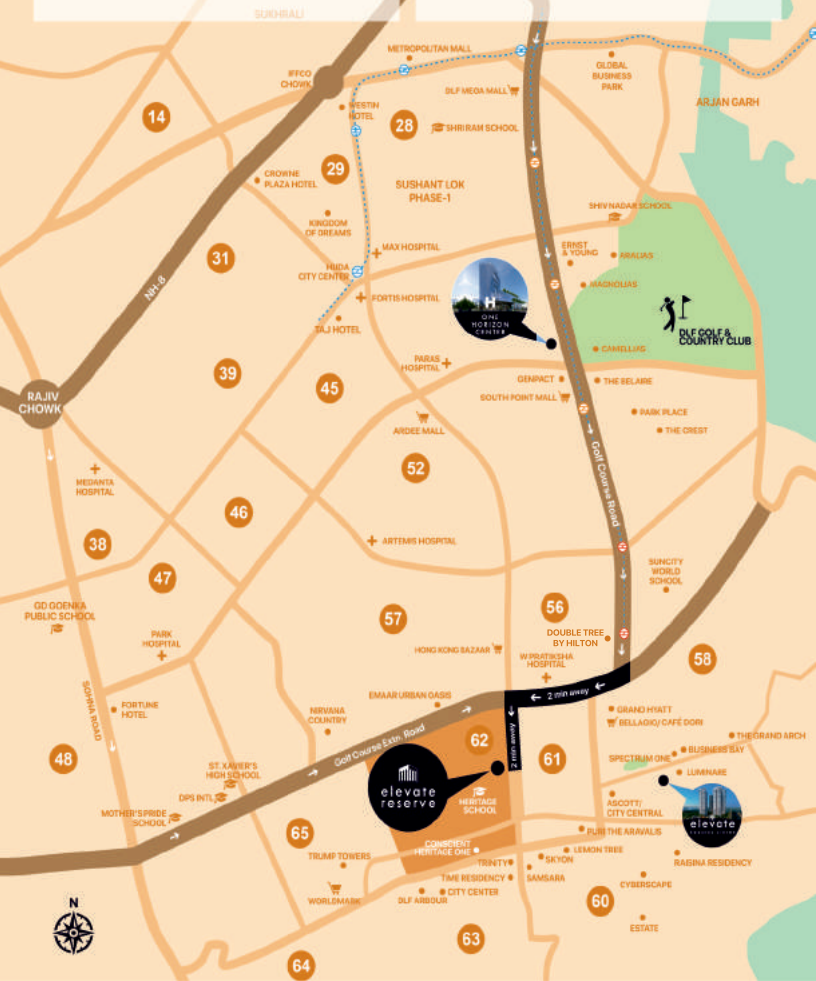 SUKHRALI
METROPOLITAN MALL
IFFCO
CHOWK
GLOBAL
BUSINESS
PARK
DLF MEGA MALL
ARJAN GARH
WESTIN
HOTEL
14
28
SHRI RAM SCHOOL
29
CROWNE
PLAZA HOTEL
SUSHANT LOK
PHASE-1
SHIV NADAR SCHOOL
KINGDOM
OF DREAMS
MAX HOSPITAL
ERNST
& YOUNG
ARALIAS
31
HUDA
CITY CENTER
NH-8
MAGNOLIAS
FORTIS HOSPITAL
H
ONE
HORIZON
CENTER
TAJ HOTEL
DLF GOLF &
COUNTRY CLUB
CAMELLIAS
PARAS
HOSPITAL
39
45
GENPACT
THE BELAIRE
RAJIV
CHOWK
SOUTH POINT MALL
PARK PLACE
ARDEE MALL
THE CREST
Golf Course Road
52
MEDANTA
HOSPITAL
46
38
ARTEMIS HOSPITAL
47
SUNCITY
WORLD
SCHOOL
GD GOENKA
PUBLIC SCHOOL
57
56
PARK
HOSPITAL
DOUBLE TREE
BY HILTON
HONG KONG BAZAAR
W PRATIKSHA
HOSPITAL
58
SOHNA ROAD
EMAAR URBAN OASIS
2 min away
FORTUNE
HOTEL
NIRVANA
COUNTRY
GRAND HYATT
BELLAGIO/ CAFÉ DORI
Golf Course Extn. Road
62
2 min away
THE GRAND ARCH
BUSINESS BAY
48
61
SPECTRUM ONE
LUMINARE
ST. XAVIER'S
HIGH SCHOOL
DPS INTL
elevate
reserve
HERITAGE
SCHOOL
ASCOTT/
CITY CENTRAL
elevate
MOTHER'S PRIDE
SCHOOL
65
PURI THE ARAVALIS
CONSCIENT
HERITAGE ONE
LEMON TREE
TRUMP TOWERS
TRINITY
SKYON
RAISINA RESIDENCY
TIME RESIDENCY
SAMSARA
CYBERSCAPE
WORLDMARK
CITY CENTER
DLF ARBOUR
60
N
ESTATE
63
64